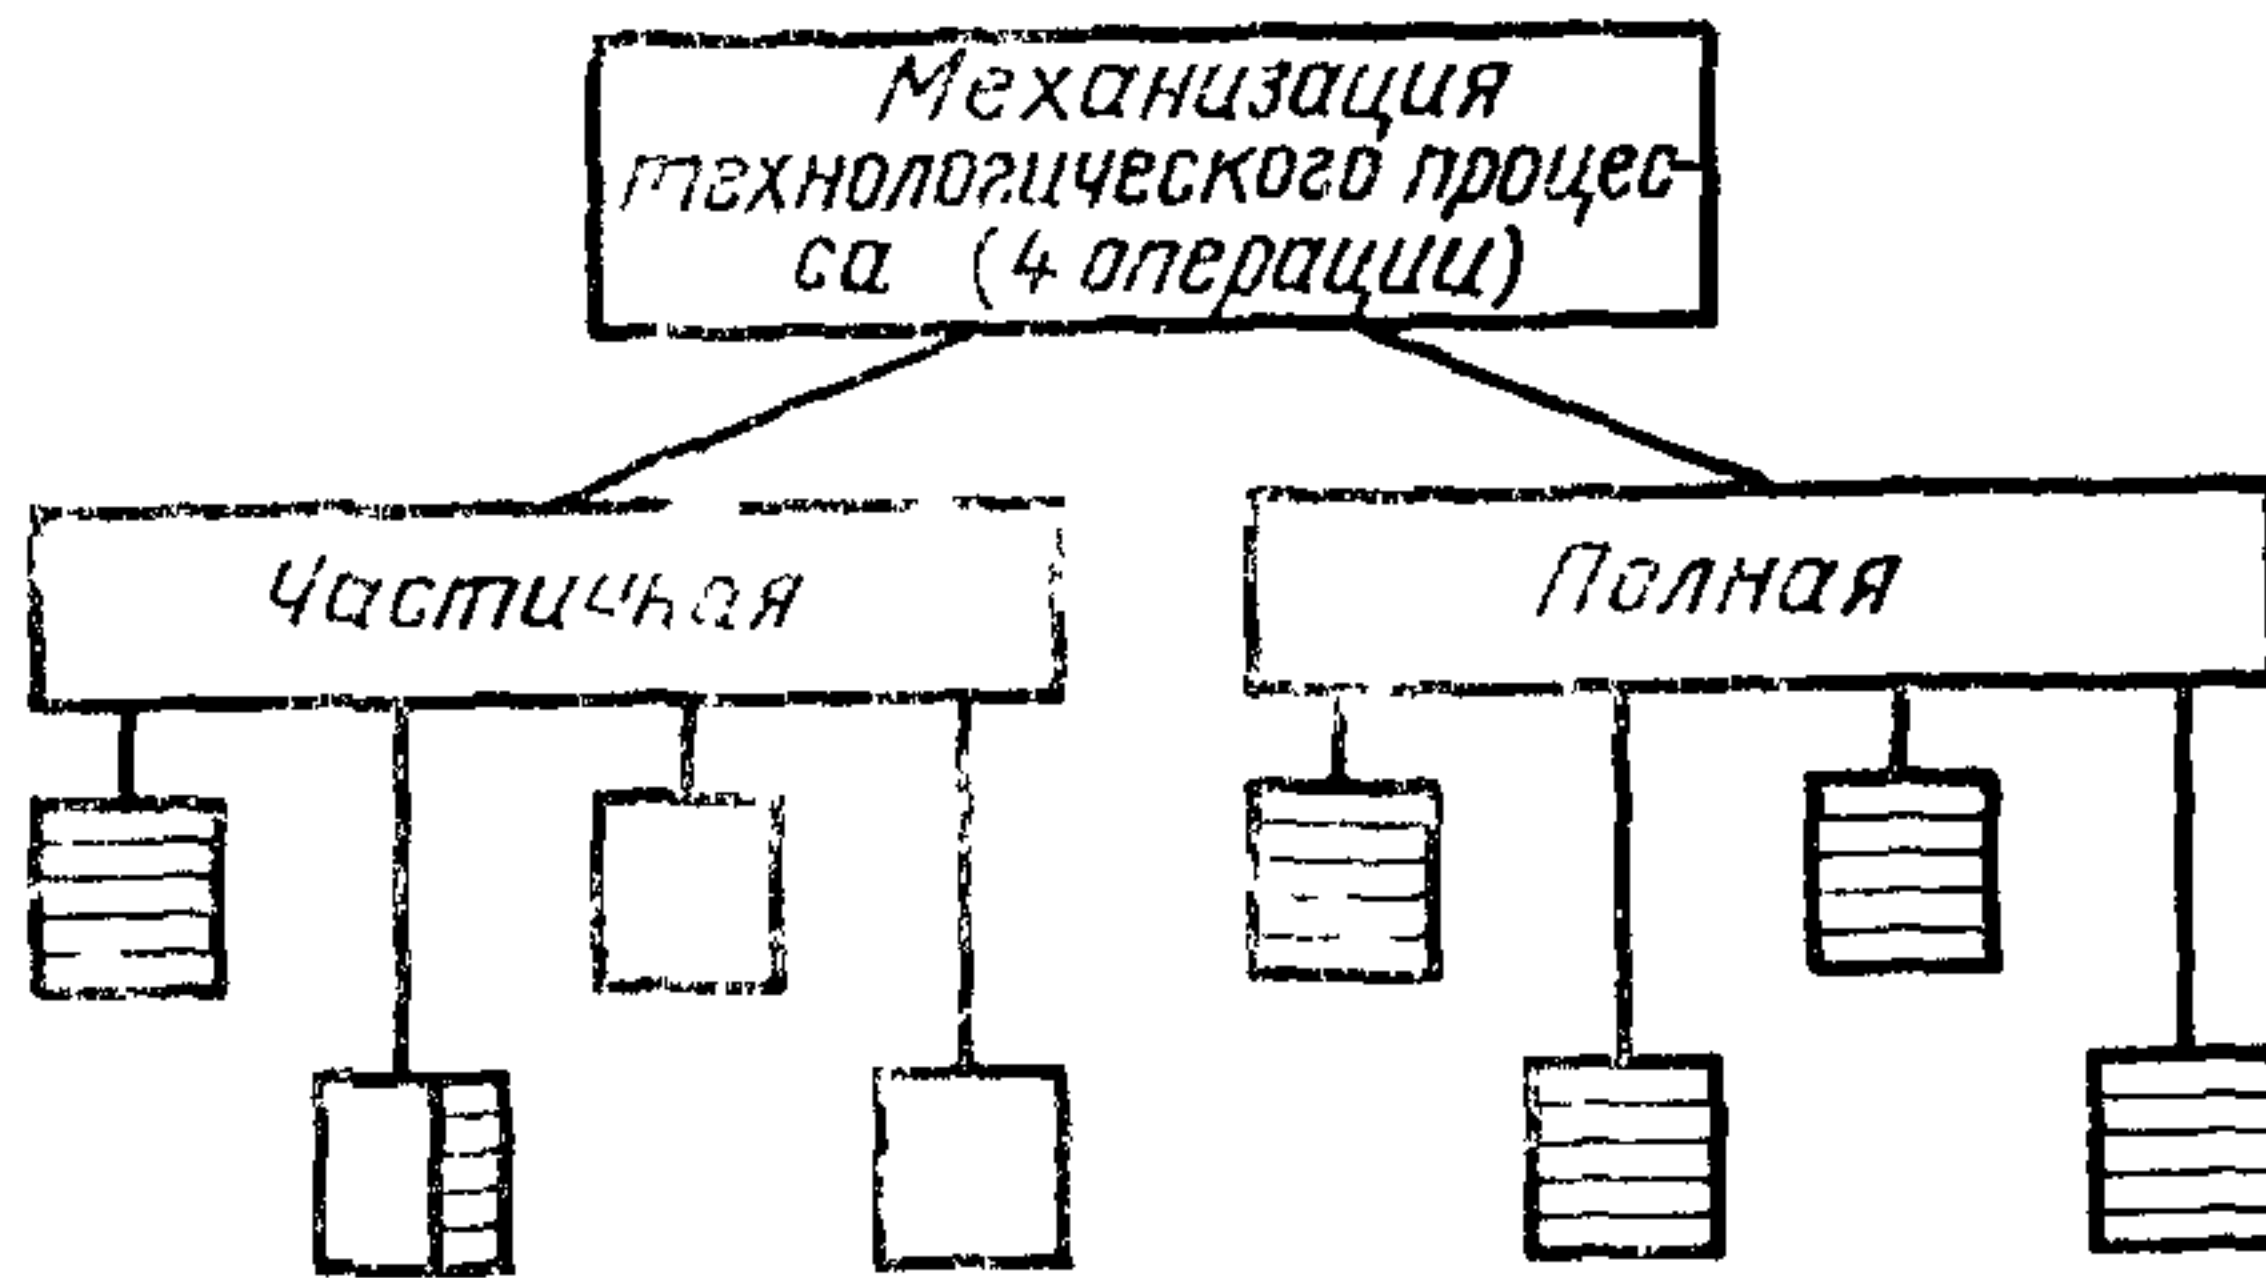 Механизация
технологического процес-
са (4 операции)
Частичная
Полная